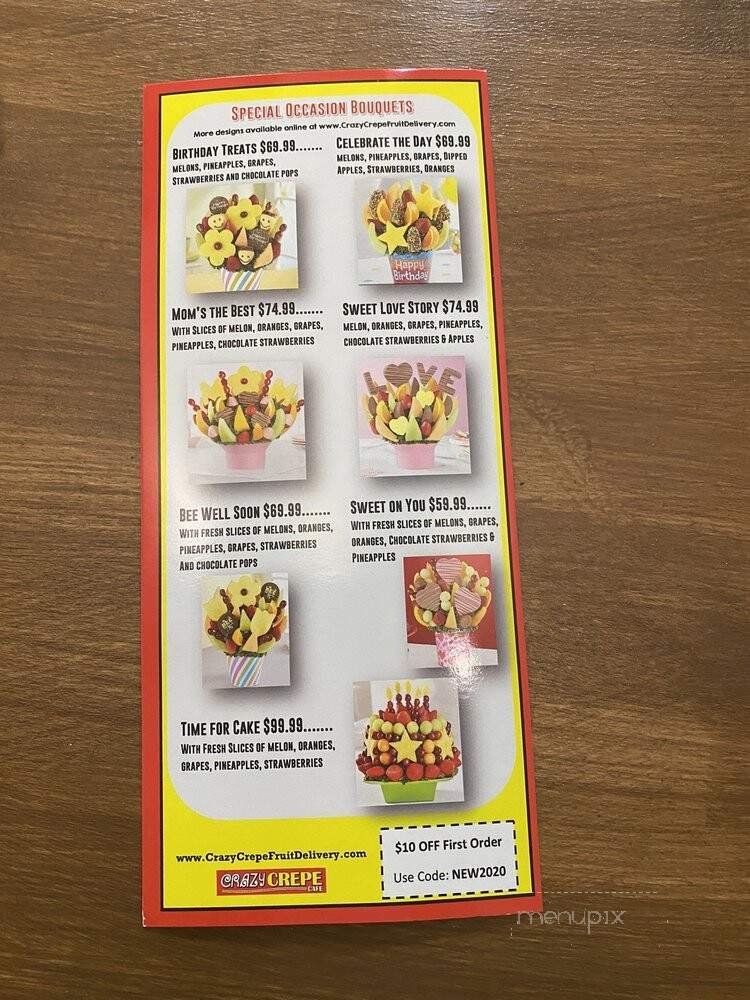 SPECIAL OCCASION BOUQUETS
More designs available online at www.CrazyCrepeFruitDelivery.com
BIRTHDAY TREATS $69.99.......
MELONS, PINEAPPLES, GRAPES,
STRAWBERRIES AND CHOCOLATE POPS
CELEBRATE THE DAY $69.99
MELONS, PINEAPPLES, GRAPES, DIPPED
APPLES, STRAWBERRIES, ORANGES
Happy
Birthday
MOM'S THE BEST $74.99.......
WITH SLICES OF MELON, ORANGES, GRAPES,
PINEAPPLES, CHOCOLATE STRAWBERRIES
SWEET LOVE STORY $74.99
MELON, ORANGES, GRAPES, PINEAPPLES,
CHOCOLATE STRAWBERRIES & APPLES
LOVE
BEE WELL SOON $69.99.......
WITH FRESH SLICES OF MELONS, ORANGES,
PINEAPPLES, GRAPES, STRAWBERRIES
AND CHOCOLATE POPS
SWEET ON YOU $59.99......
WITH FRESH SLICES OF MELONS, GRAPES,
ORANGES, CHOCOLATE STRAWBERRIES &
PINEAPPLES
TIME FOR CAKE $99.99.......
WITH FRESH SLICES OF MELON, ORANGES,
GRAPES, PINEAPPLES, STRAWBERRIES
www.CrazyCrepeFruitDelivery.com
CRAZY CREPE
CAFE
$10 OFF First Order
Use Code: NEW2020
menupix